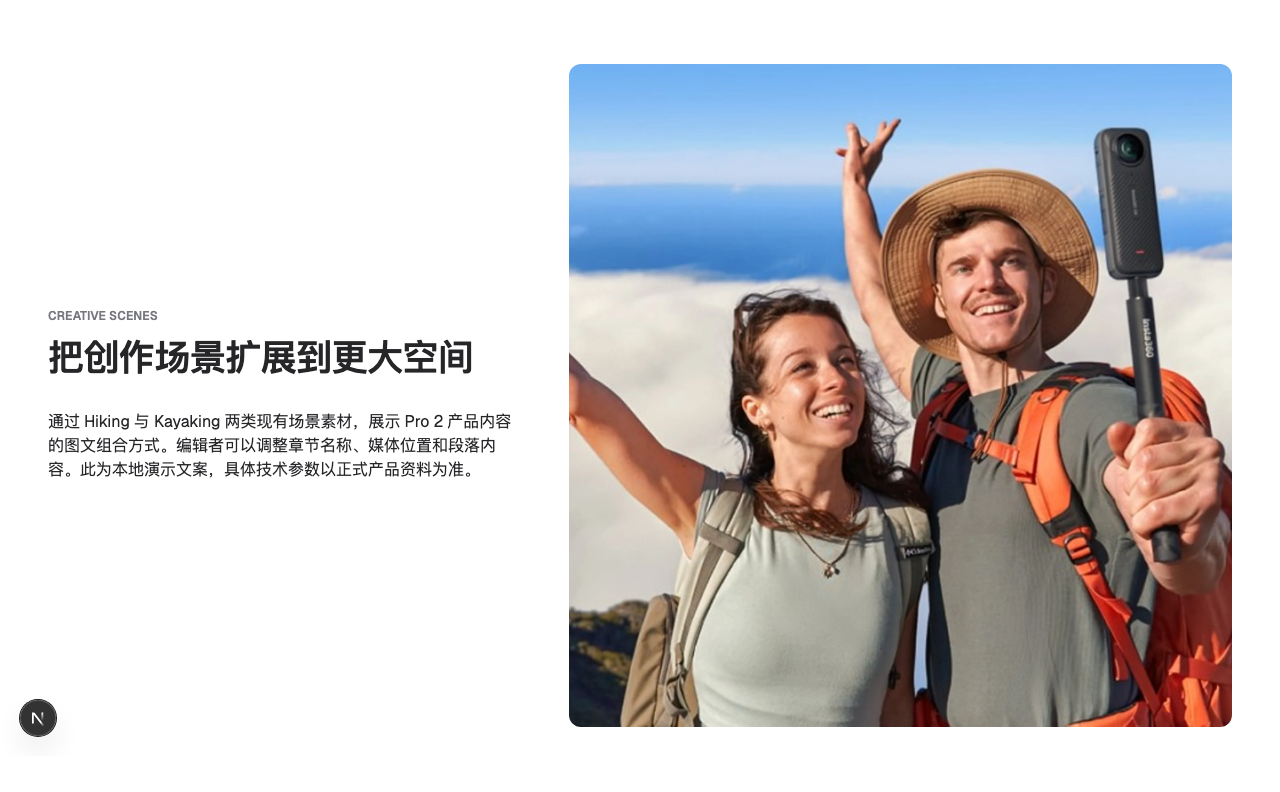 CREATIVE SCENES
把创作场景扩展到更大空间
通过 Hiking 与 Kayaking 两类现有场景素材，展示 Pro 2 产品内容
的图文组合方式。编辑者可以调整章节名称、媒体位置和段落内
容。此为本地演示文案，具体技术参数以正式产品资料为准。
Insta360
N